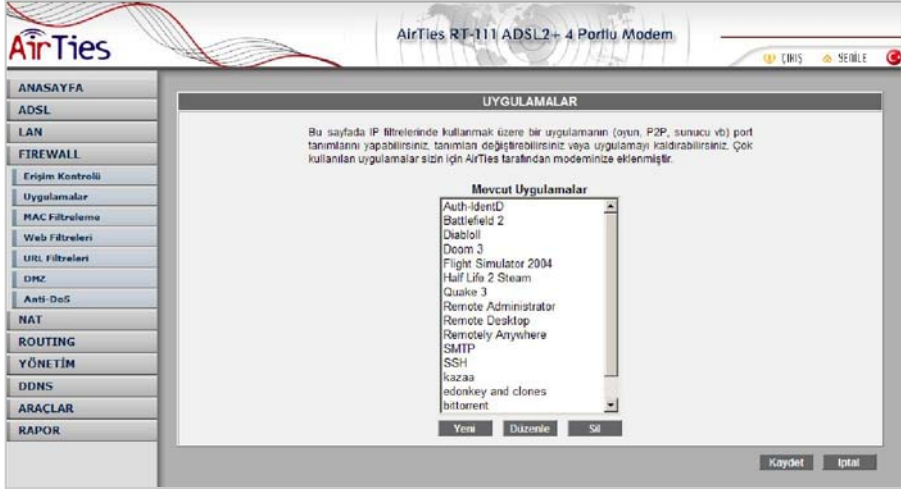 AirTies
AirTies RT-111 ADSL2+ 4 Portlu Modem
ÇIKIŞ
YENİLE
ANASAYFA
ADSL
LAN
FIREWALL
Erişim Kontrolü
Uygulamalar
MAC Filtreleme
Web Filtreleri
URL Filtreleri
DMZ
Anti-DoS
NAT
ROUTING
YÖNETİM
DDNS
ARAÇLAR
RAPOR
UYGULAMALAR
Bu sayfada IP filtrelerinde kullanmak üzere bir uygulamanın (oyun, P2P, sunucu vb) port
tanımlarını yapabilirsiniz, tanımları değiştirebilirsiniz veya uygulamayı kaldırabilirsiniz. Çok
kullanılan uygulamalar sizin için AirTies tarafından modeminize eklenmiştir.
Mevcut Uygulamalar
Auth-IdentD
Battlefield 2
DiabloII
Doom 3
Flight Simulator 2004
Half Life 2 Steam
Quake 3
Remote Administrator
Remote Desktop
Remotely Anywhere
SMTP
SSH
kazaa
edonkey and clones
bittorrent
Yeni Düzenle Sil
Kaydet İptal